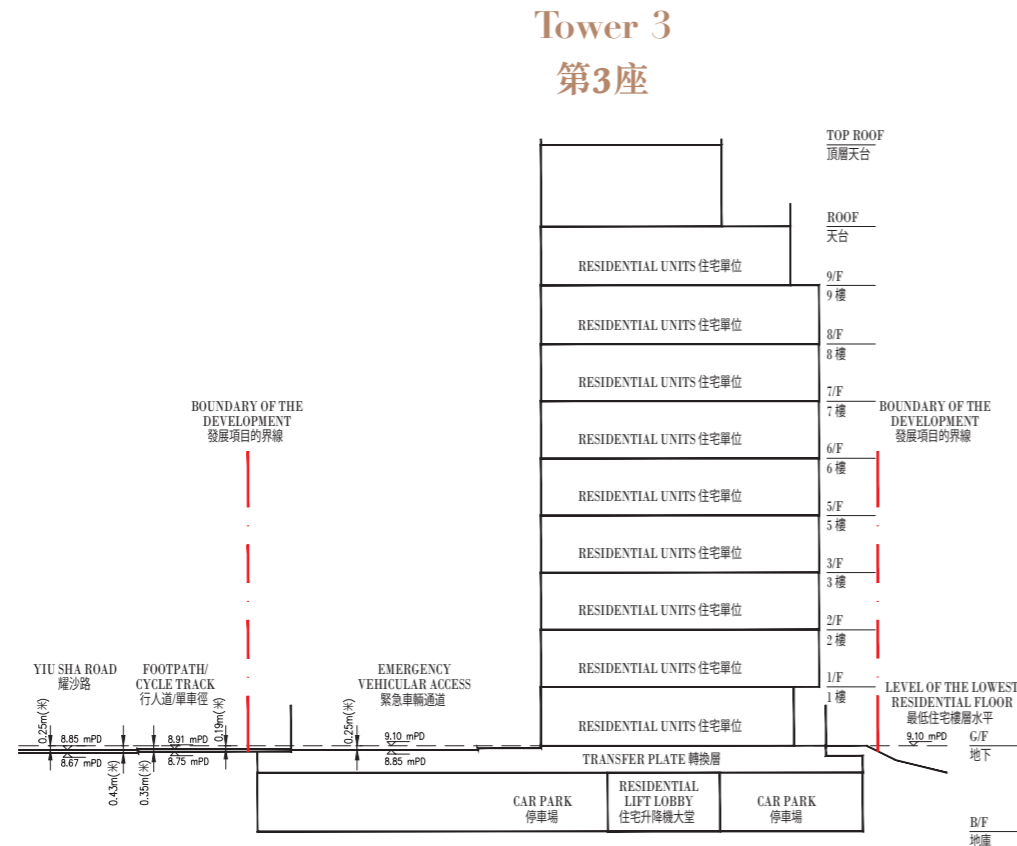 Tower 3
第3座
TOP ROOF
頂層天台
ROOF
天台
RESIDENTIAL UNITS 住宅單位
9/F
9 樓
RESIDENTIAL UNITS 住宅單位
8/F
8 樓
RESIDENTIAL UNITS 住宅單位
7/F
7 樓
BOUNDARY OF THE
DEVELOPMENT
發展項目的界線
BOUNDARY OF THE
DEVELOPMENT
發展項目的界線
RESIDENTIAL UNITS 住宅單位
6/F
6 樓
RESIDENTIAL UNITS 住宅單位
5/F
5 樓
RESIDENTIAL UNITS 住宅單位
3/F
3 樓
RESIDENTIAL UNITS 住宅單位
2/F
2 樓
RESIDENTIAL UNITS 住宅單位
1/F
1 樓
YIU SHA ROAD
耀沙路
FOOTPATH/
CYCLE TRACK
行人道/單車徑
EMERGENCY
VEHICULAR ACCESS
緊急車輛通道
LEVEL OF THE LOWEST
RESIDENTIAL FLOOR
最低住宅樓層水平
RESIDENTIAL UNITS 住宅單位
0.25m(米)
8.85 mPD
8.67 mPD
0.43m(米)
0.35m(米)
8.91 mPD
8.75 mPD
0.19m(米)
0.25m(米)
9.10 mPD
8.85 mPD
9.10 mPD
G/F
地下
TRANSFER PLATE 轉換層
CAR PARK
停車場
RESIDENTIAL
LIFT LOBBY
住宅升降機大堂
CAR PARK
停車場
B/F
地庫